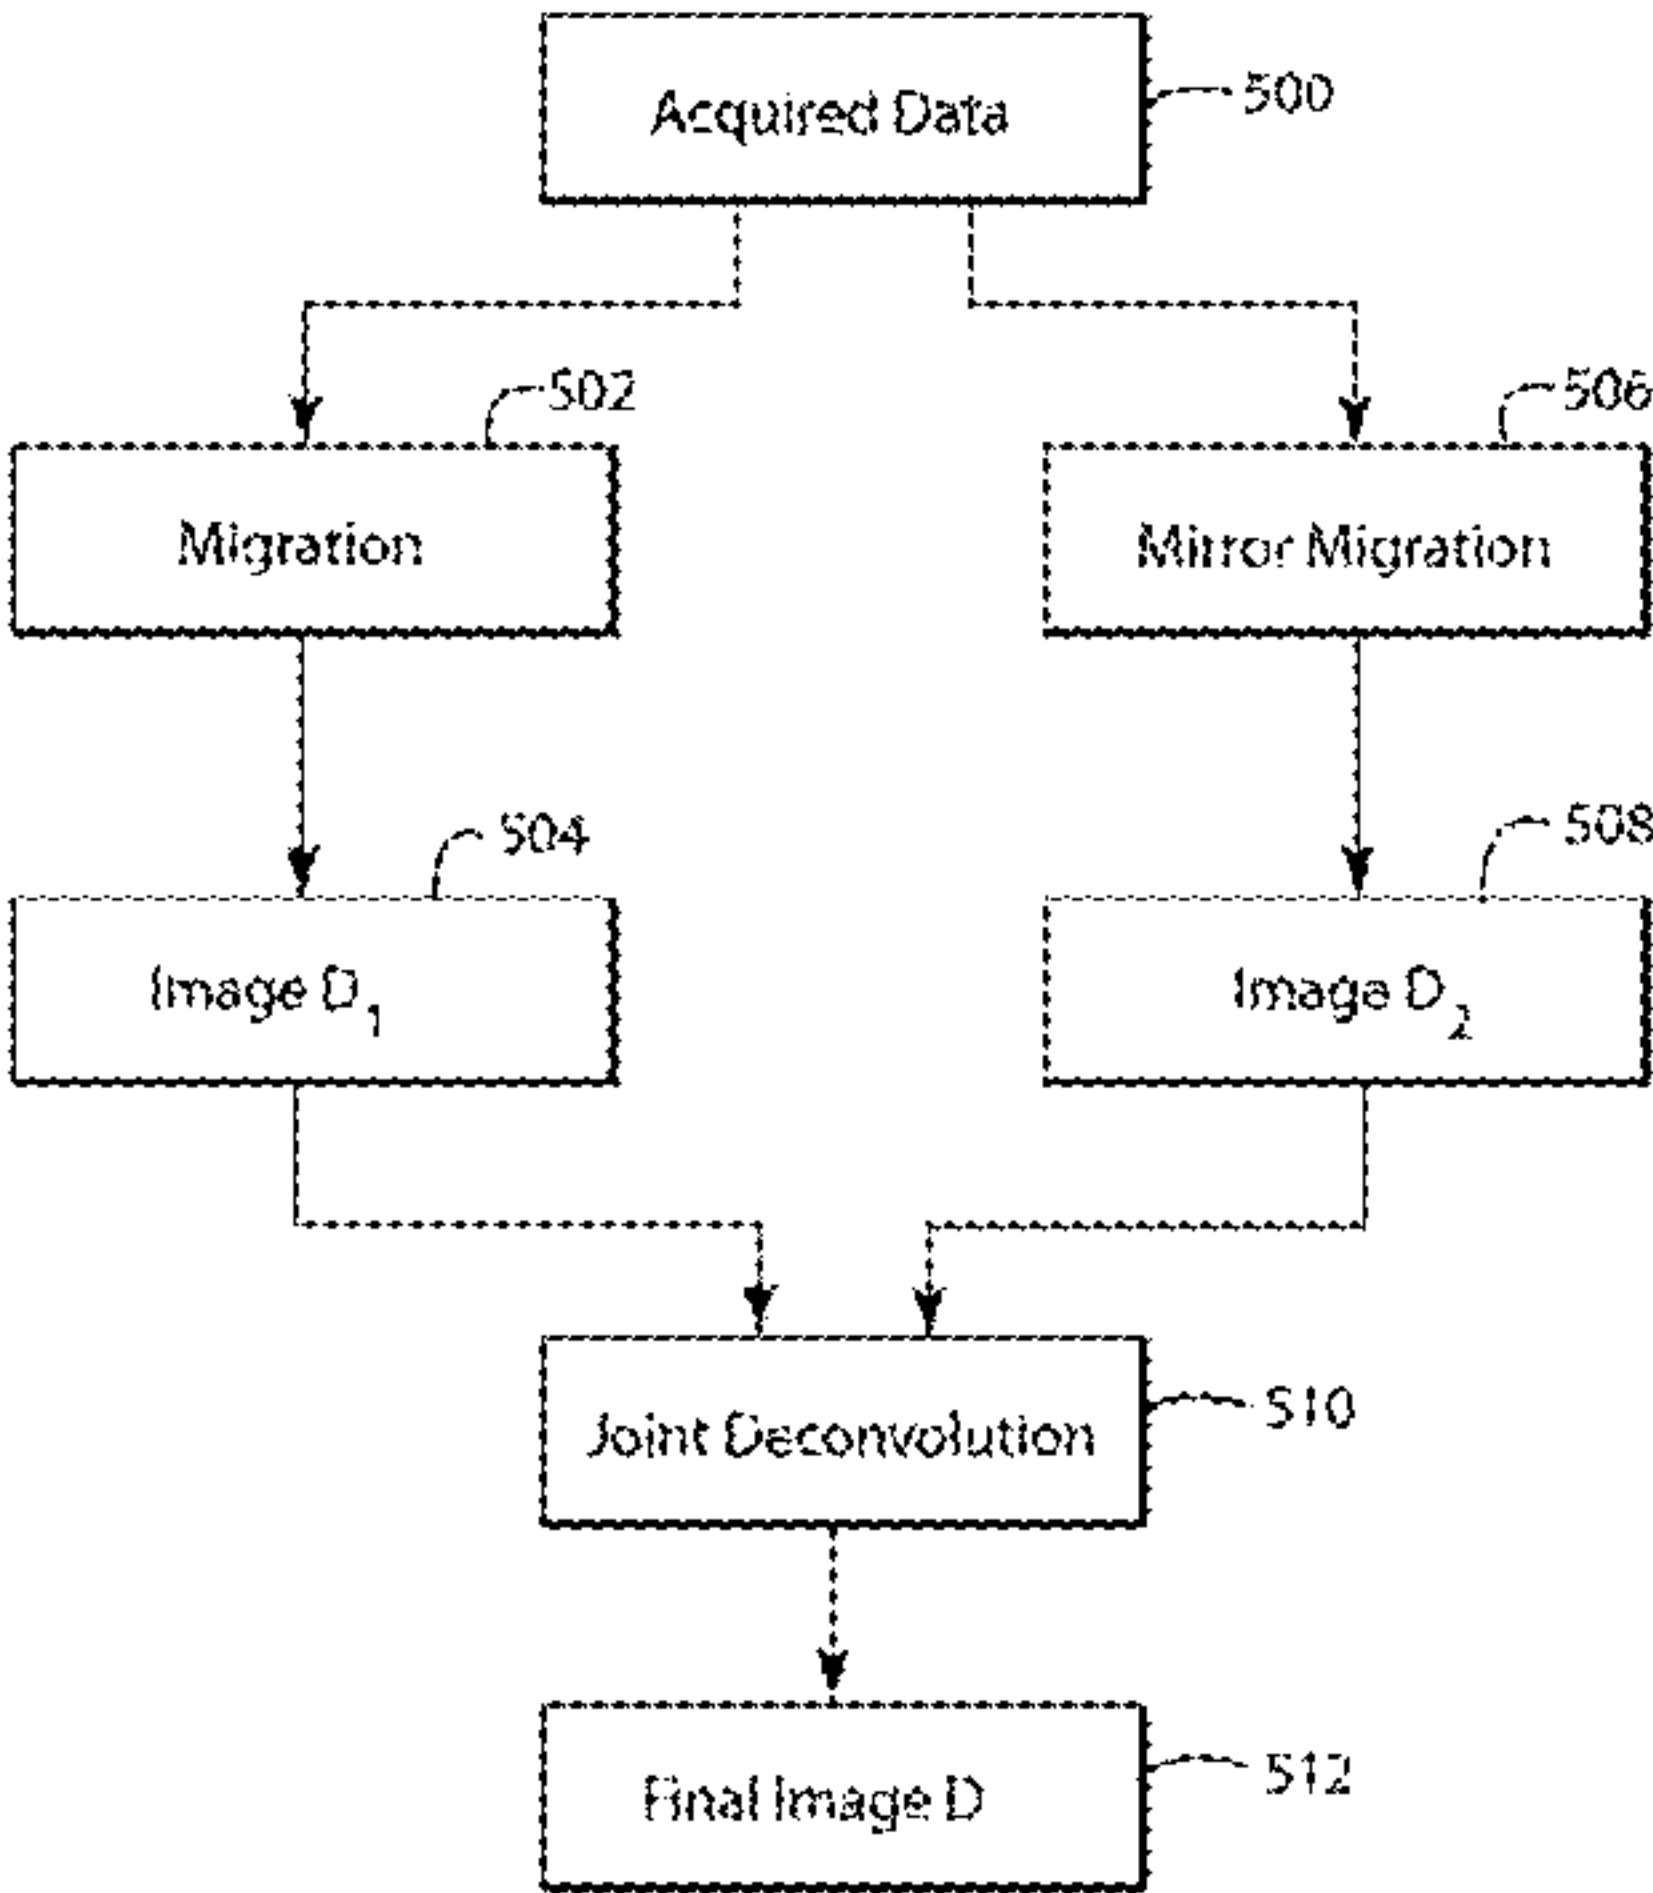 Acquired Data
500
502
506
Migration
Mirror Migration
504
508
Image D1
Image D2
Joint Deconvolution
510
Final Image D
512